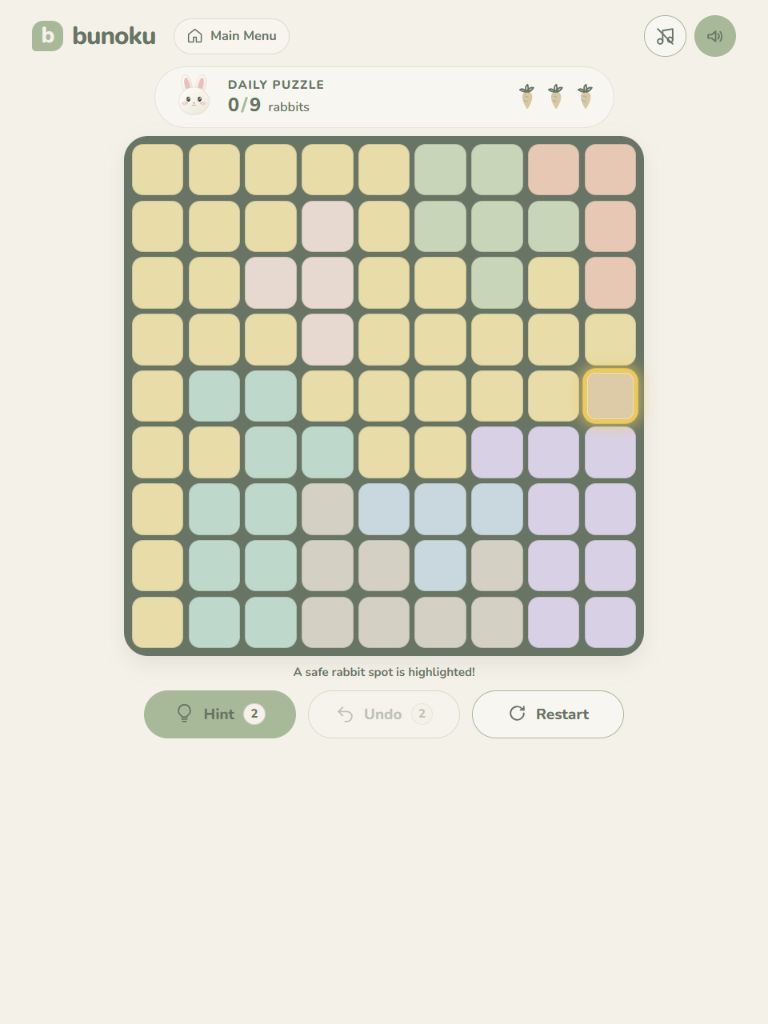 b bunoku
Main Menu
DAILY PUZZLE
0/9 rabbits
A safe rabbit spot is highlighted!
Hint 2
Undo 2
Restart